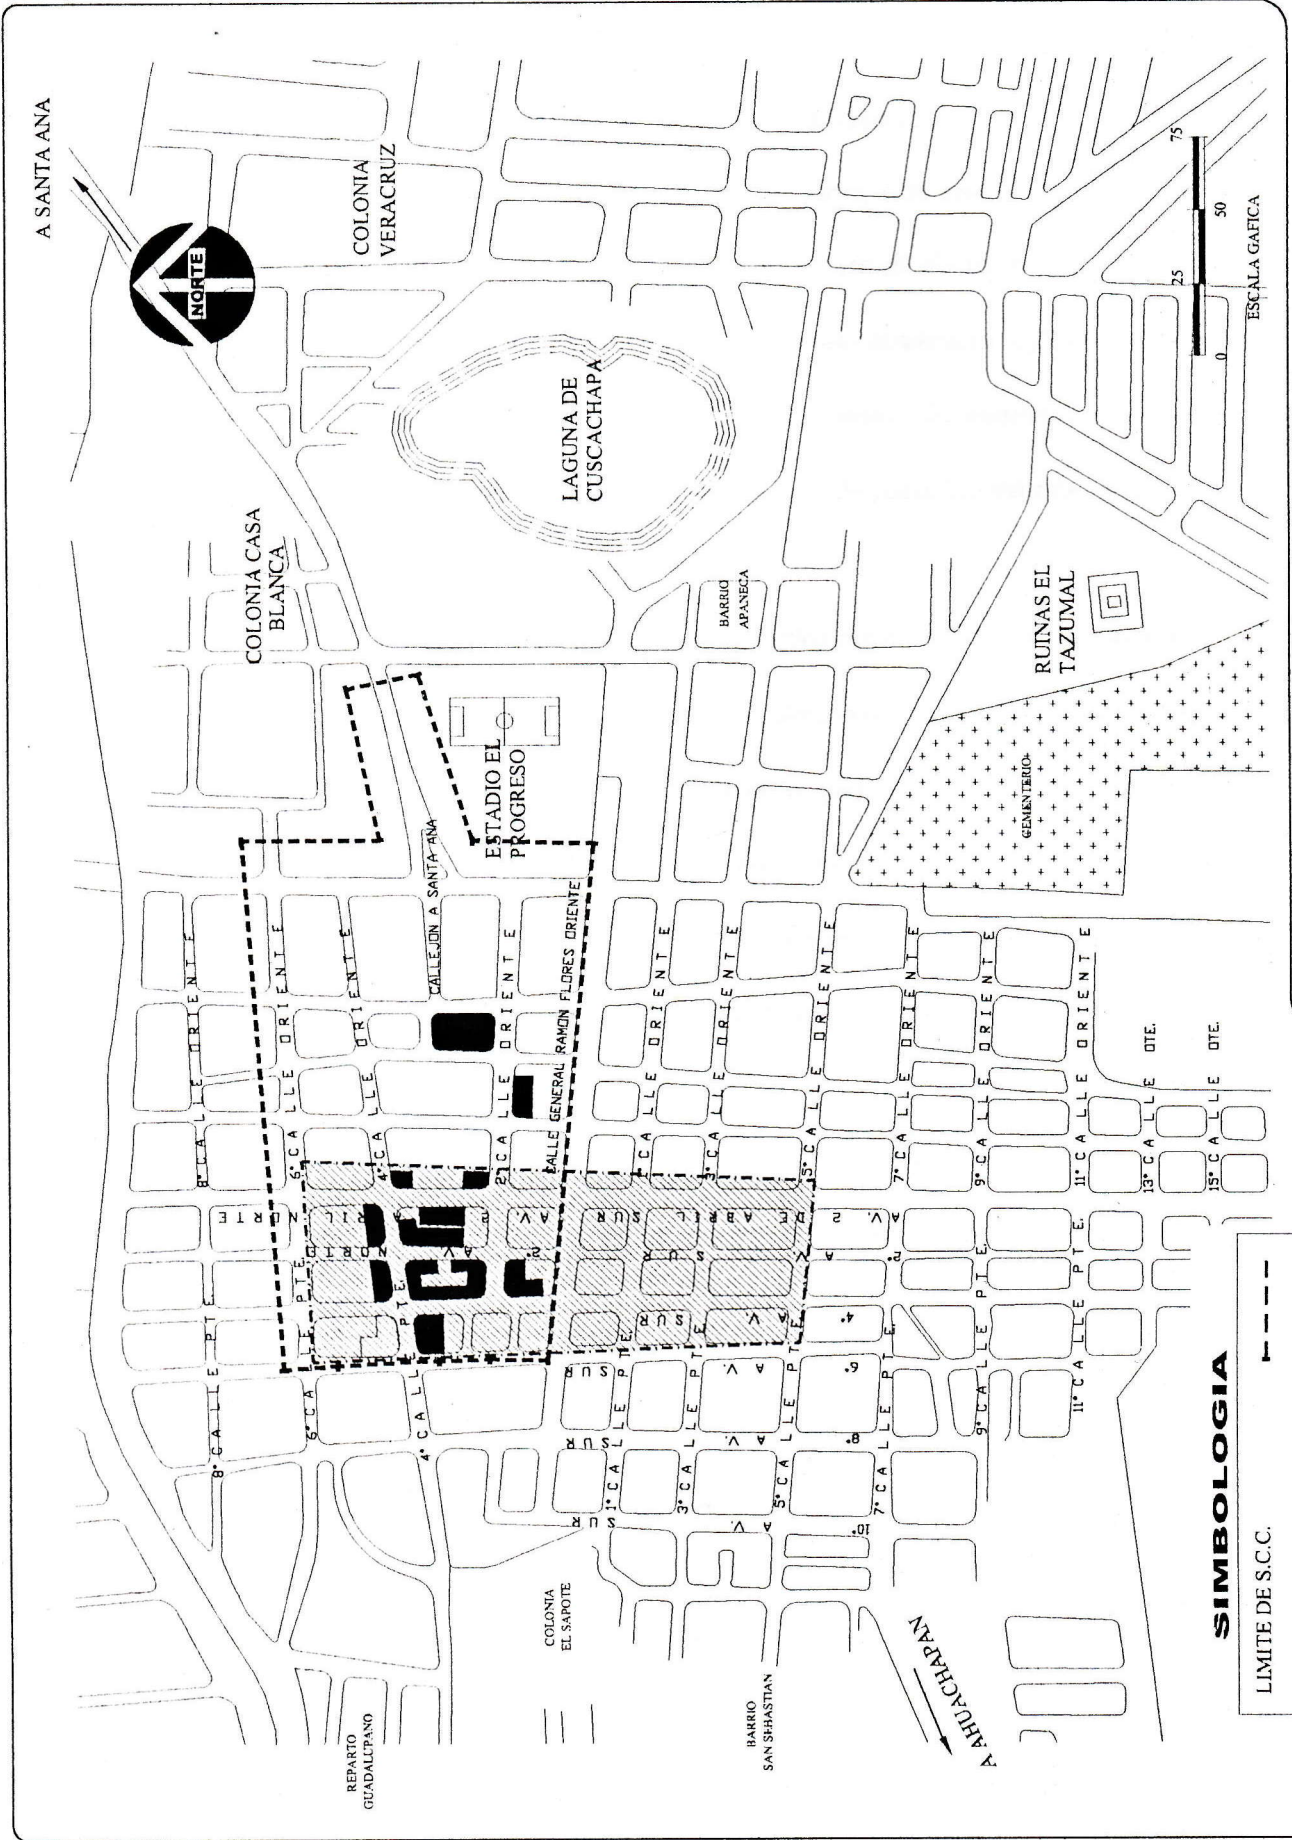 A SANTA ANA
NORTE
COLONIA
VERACRUZ
COLONIA CASA
BLANCA
LAGUNA DE
CUSCACHAPA
BARRIO
APANECA
RUINAS EL
TAZUMAL
ESTADIO EL
PROGRESO
CEMENTERIO
CALLEJON A SANTA ANA
CALLE GENERAL RAMON FLORES ORIENTE
8° CALLE ORIENTE
6° CALLE ORIENTE
4° CALLE ORIENTE
2° CALLE ORIENTE
1° CALLE ORIENTE
3° CALLE ORIENTE
5° CALLE ORIENTE
7° CALLE ORIENTE
9° CALLE ORIENTE
11° CALLE ORIENTE
13° CALLE OTE.
15° CALLE OTE.
8° CALLE PTE
6° CALLE PTE
4° CALLE PTE.
1° CALLE PTE
3° CALLE PTE
5° CALLE PTE
7° CALLE PTE
9° CALLE PTE
11° CALLE PTE.
AV. 2 DE ABRIL NORTE
AV. 2 DE ABRIL SUR
2° AV. NORTE
2° AV. SUR
4° AV. SUR
6° AV. SUR
8° AV. SUR
10° AV. SUR
REPARTO
GUADALUPANO
COLONIA
EL SAPOTE
BARRIO
SAN SEBASTIAN
A AHUACHAPAN
0 25 50 75
ESCALA GAFICA
SIMBOLOGIA
LIMITE DE S.C.C.